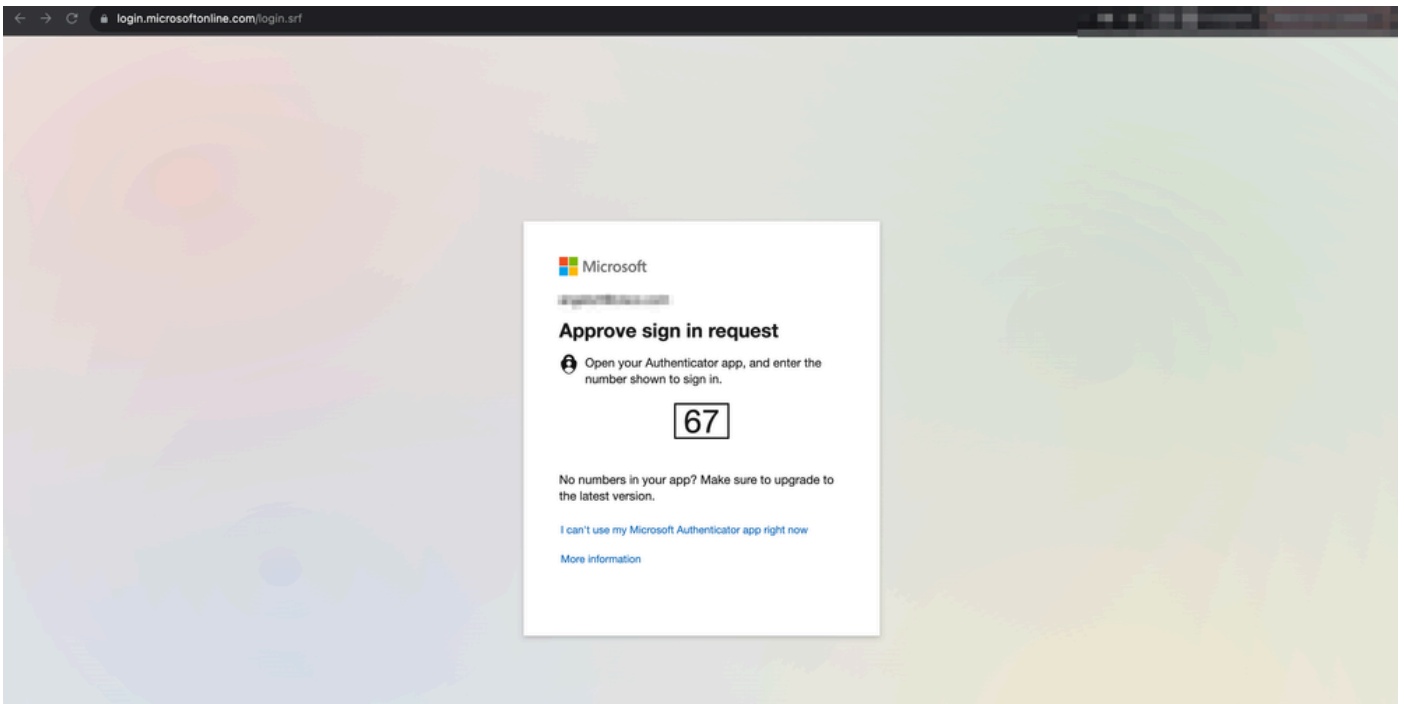 login.microsoftonline.com/login.srf
Microsoft
Approve sign in request
Open your Authenticator app, and enter the
number shown to sign in.
67
No numbers in your app? Make sure to upgrade to
the latest version.
I can't use my Microsoft Authenticator app right now
More information